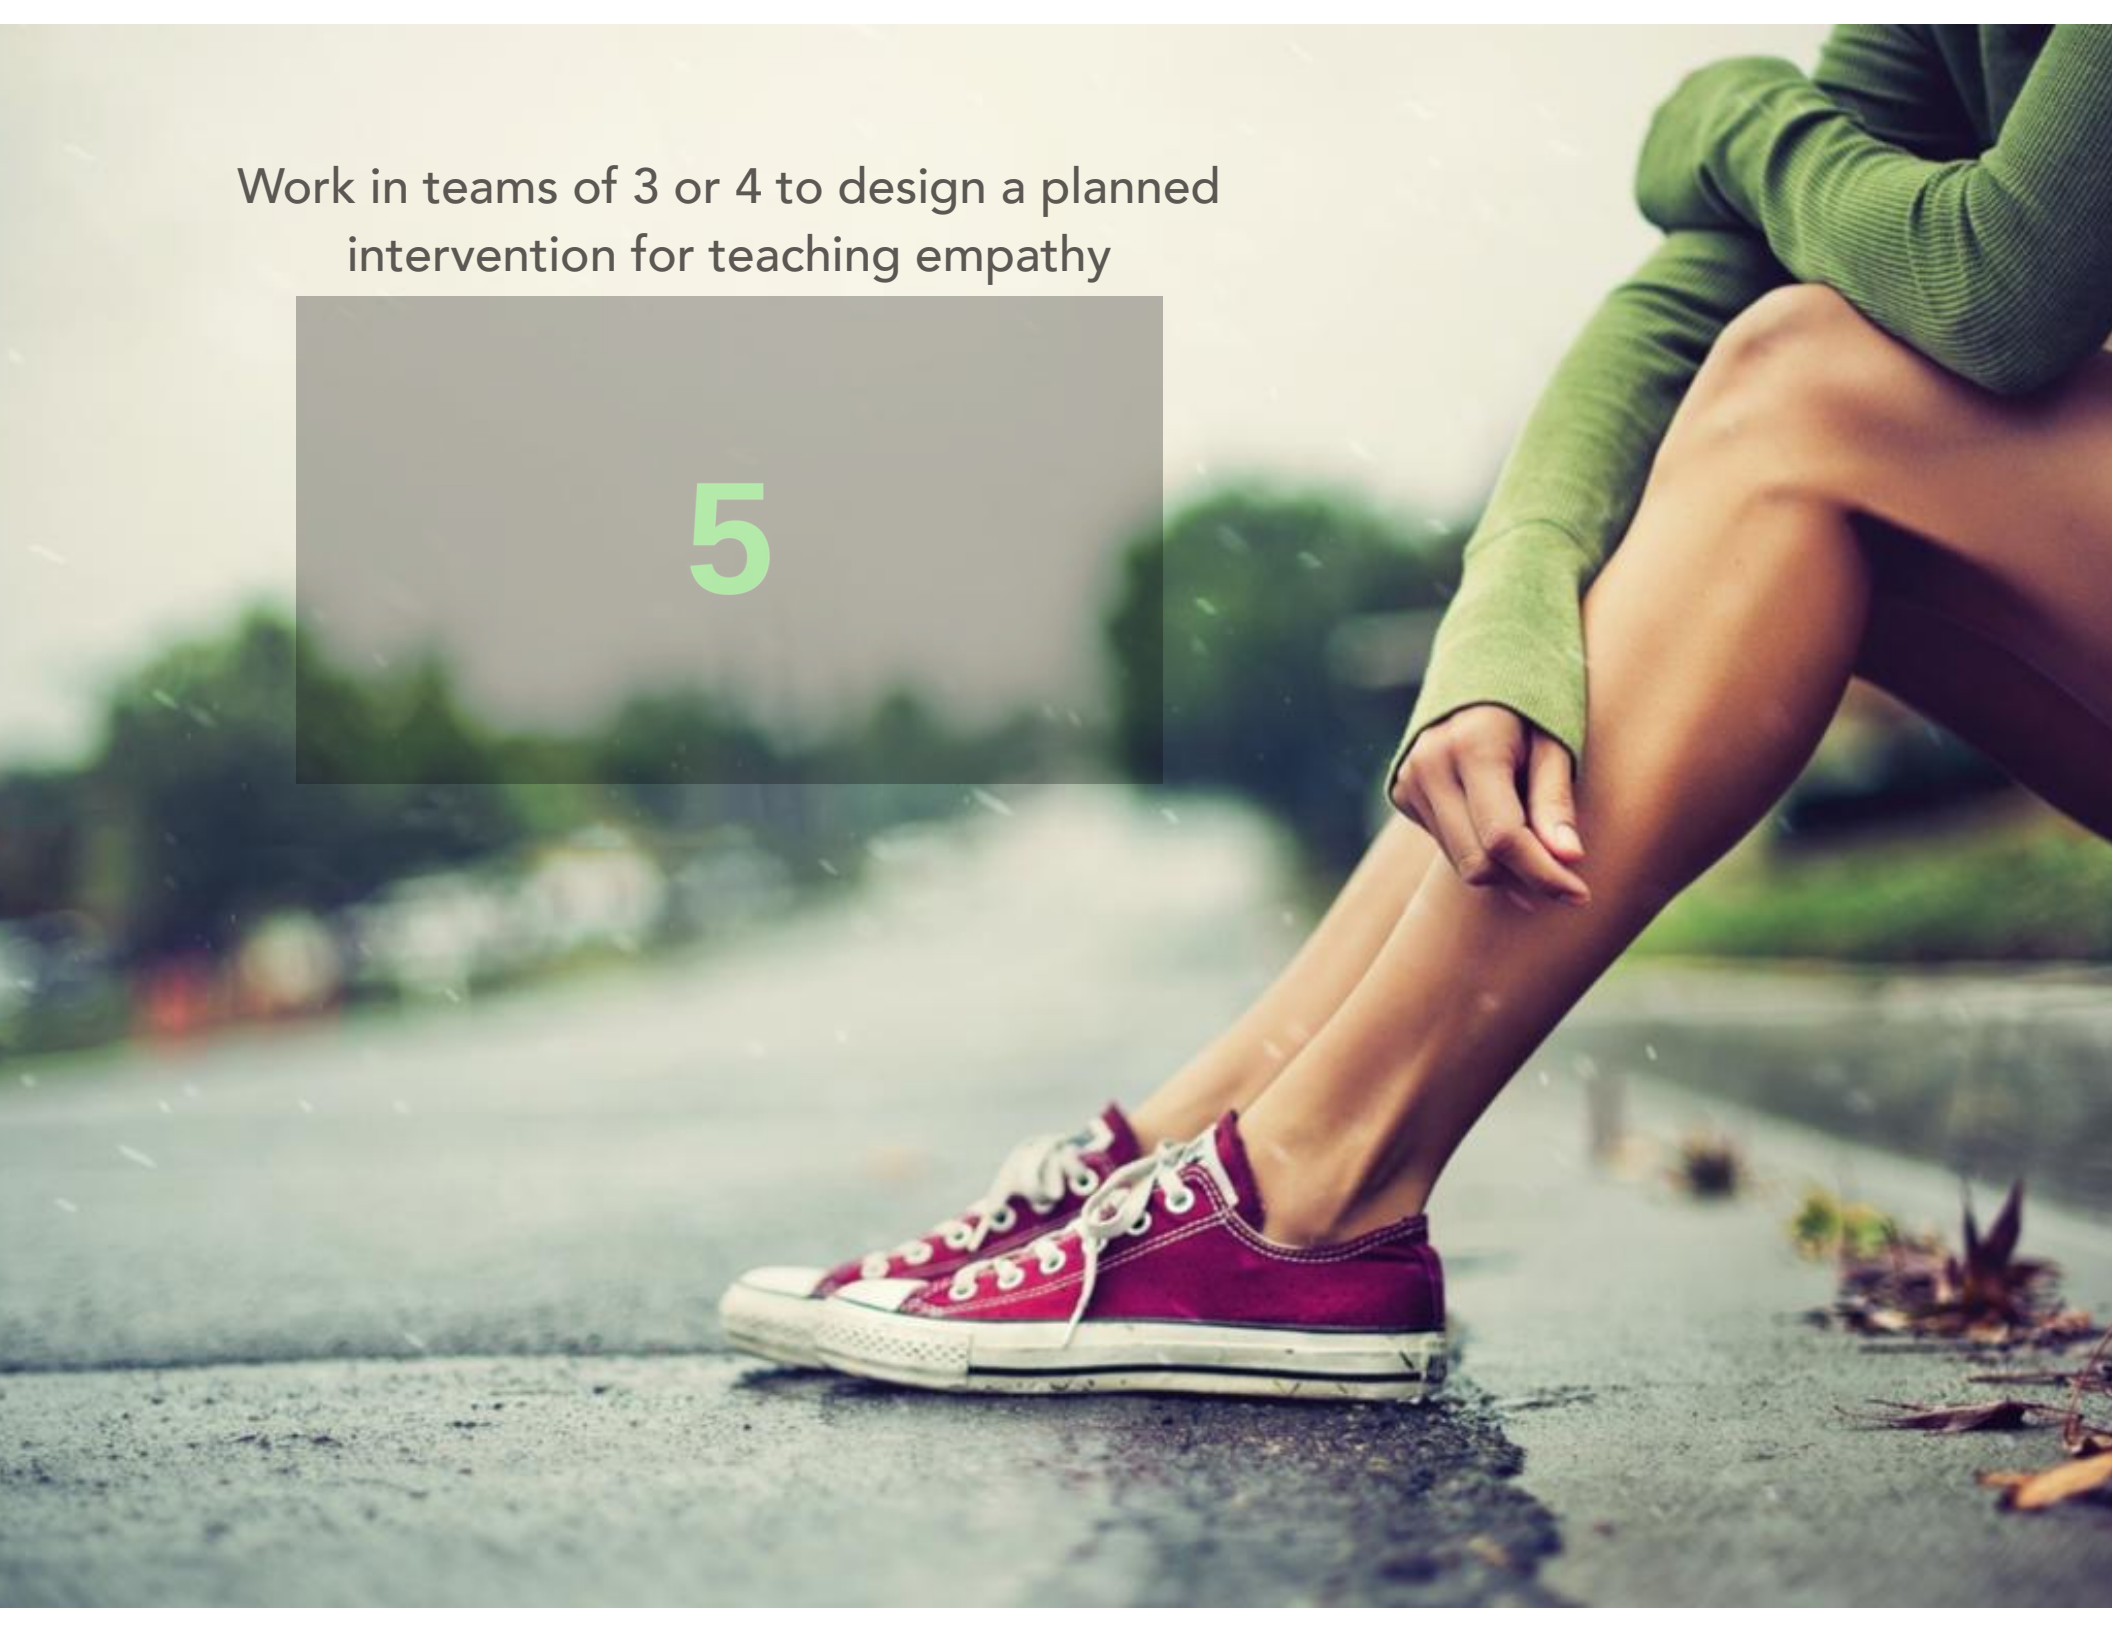 Work in teams of 3 or 4 to design a planned
intervention for teaching empathy
5